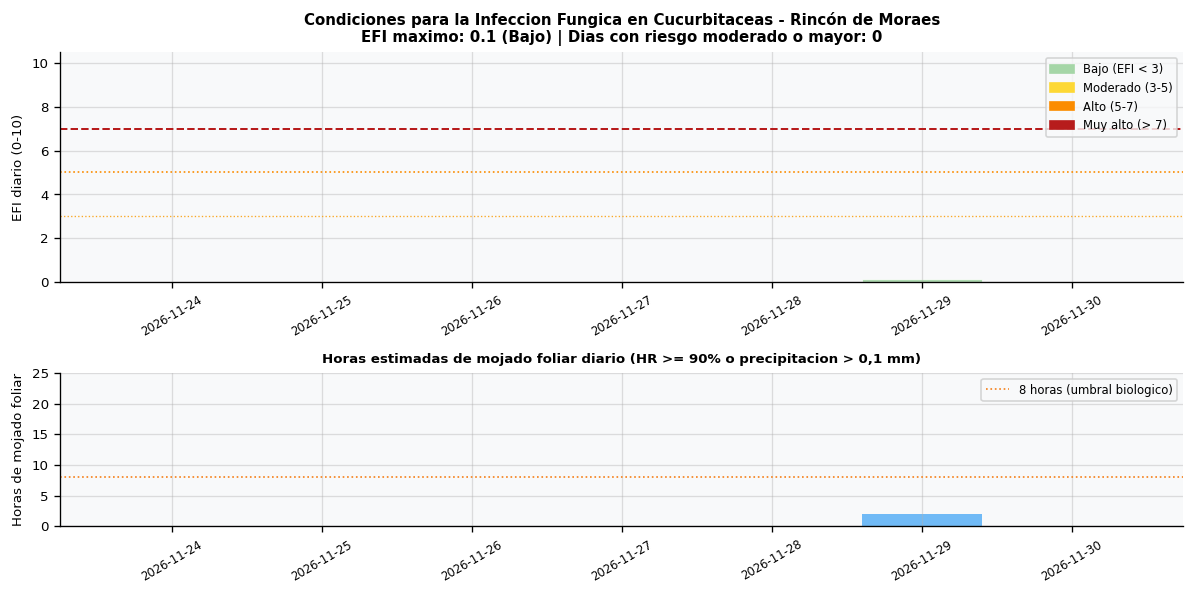 Condiciones para la Infeccion Fungica en Cucurbitaceas - Rincón de Moraes
EFI maximo: 0.1 (Bajo) | Dias con riesgo moderado o mayor: 0
EFI diario (0-10)
10
8
6
4
2
0
Bajo (EFI < 3)
Moderado (3-5)
Alto (5-7)
Muy alto (> 7)
2026-11-24
2026-11-25
2026-11-26
2026-11-27
2026-11-28
2026-11-29
2026-11-30
Horas estimadas de mojado foliar diario (HR >= 90% o precipitacion > 0,1 mm)
Horas de mojado foliar
25
20
15
10
5
0
8 horas (umbral biologico)
2026-11-24
2026-11-25
2026-11-26
2026-11-27
2026-11-28
2026-11-29
2026-11-30